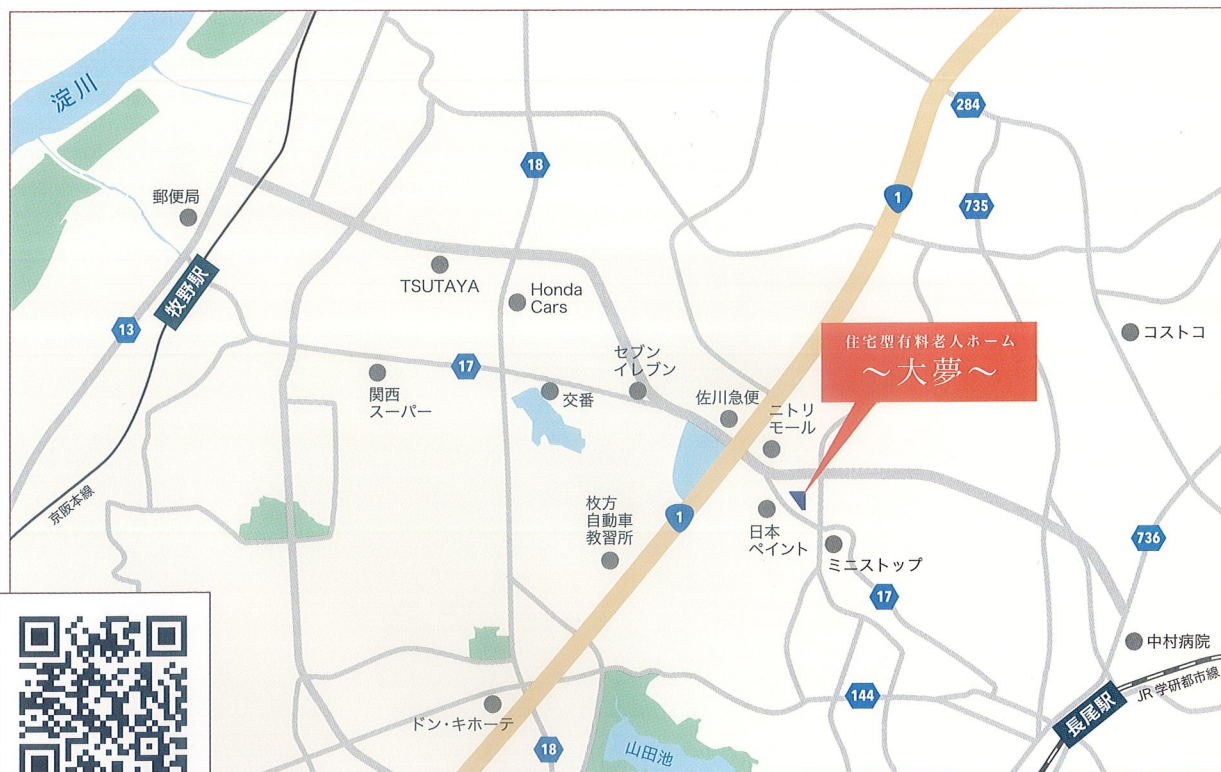 淀川
284
18
1
735
郵便局
牧野駅
TSUTAYA
Honda
Cars
13
住宅型有料老人ホーム
～大夢～
コストコ
17
関西
スーパー
交番
セブン
イレブン
佐川急便
ニトリ
モール
京阪本線
枚方
自動車
教習所
1
日本
ペイント
ミニストップ
736
17
中村病院
144
長尾駅
JR学研都市線
ドン・キホーテ
18
山田池